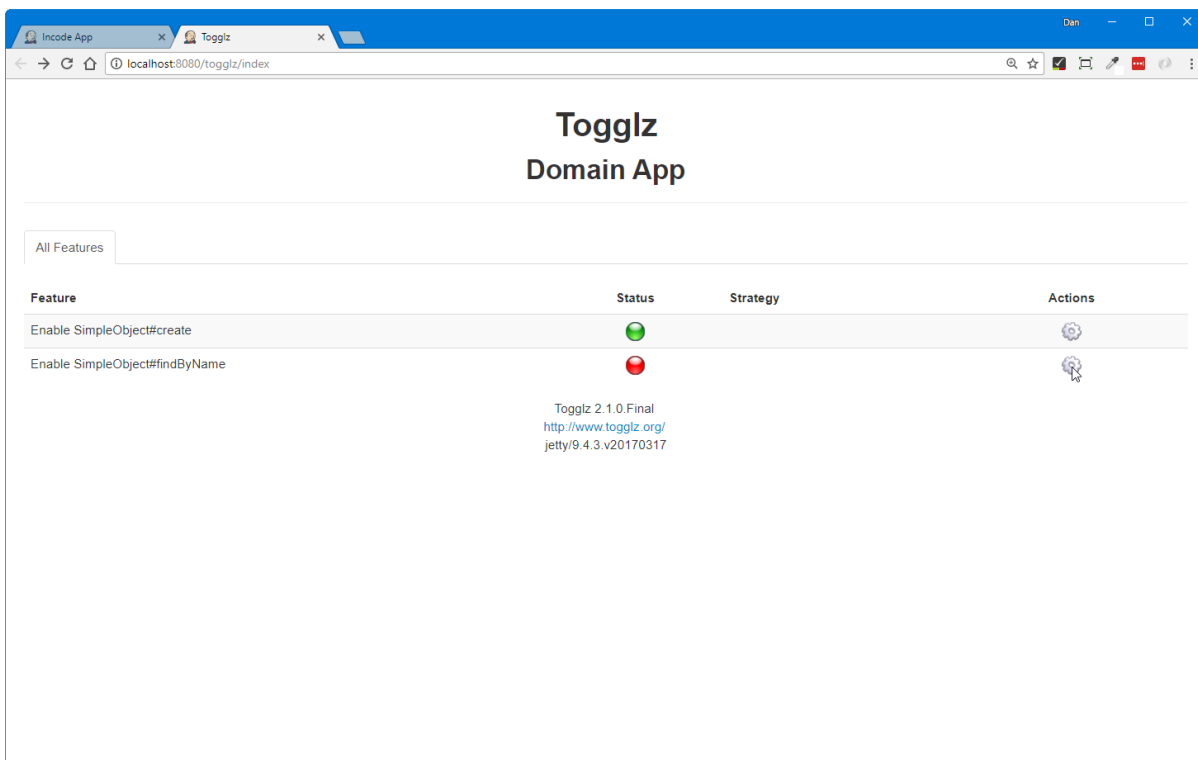 Dan
Incode App
Togglz
localhost:8080/togglz/index
Togglz
Domain App
All Features
Feature Status Strategy Actions
Enable SimpleObject#create
Enable SimpleObject#findByName
Togglz 2.1.0.Final
http://www.togglz.org/
jetty/9.4.3.v20170317